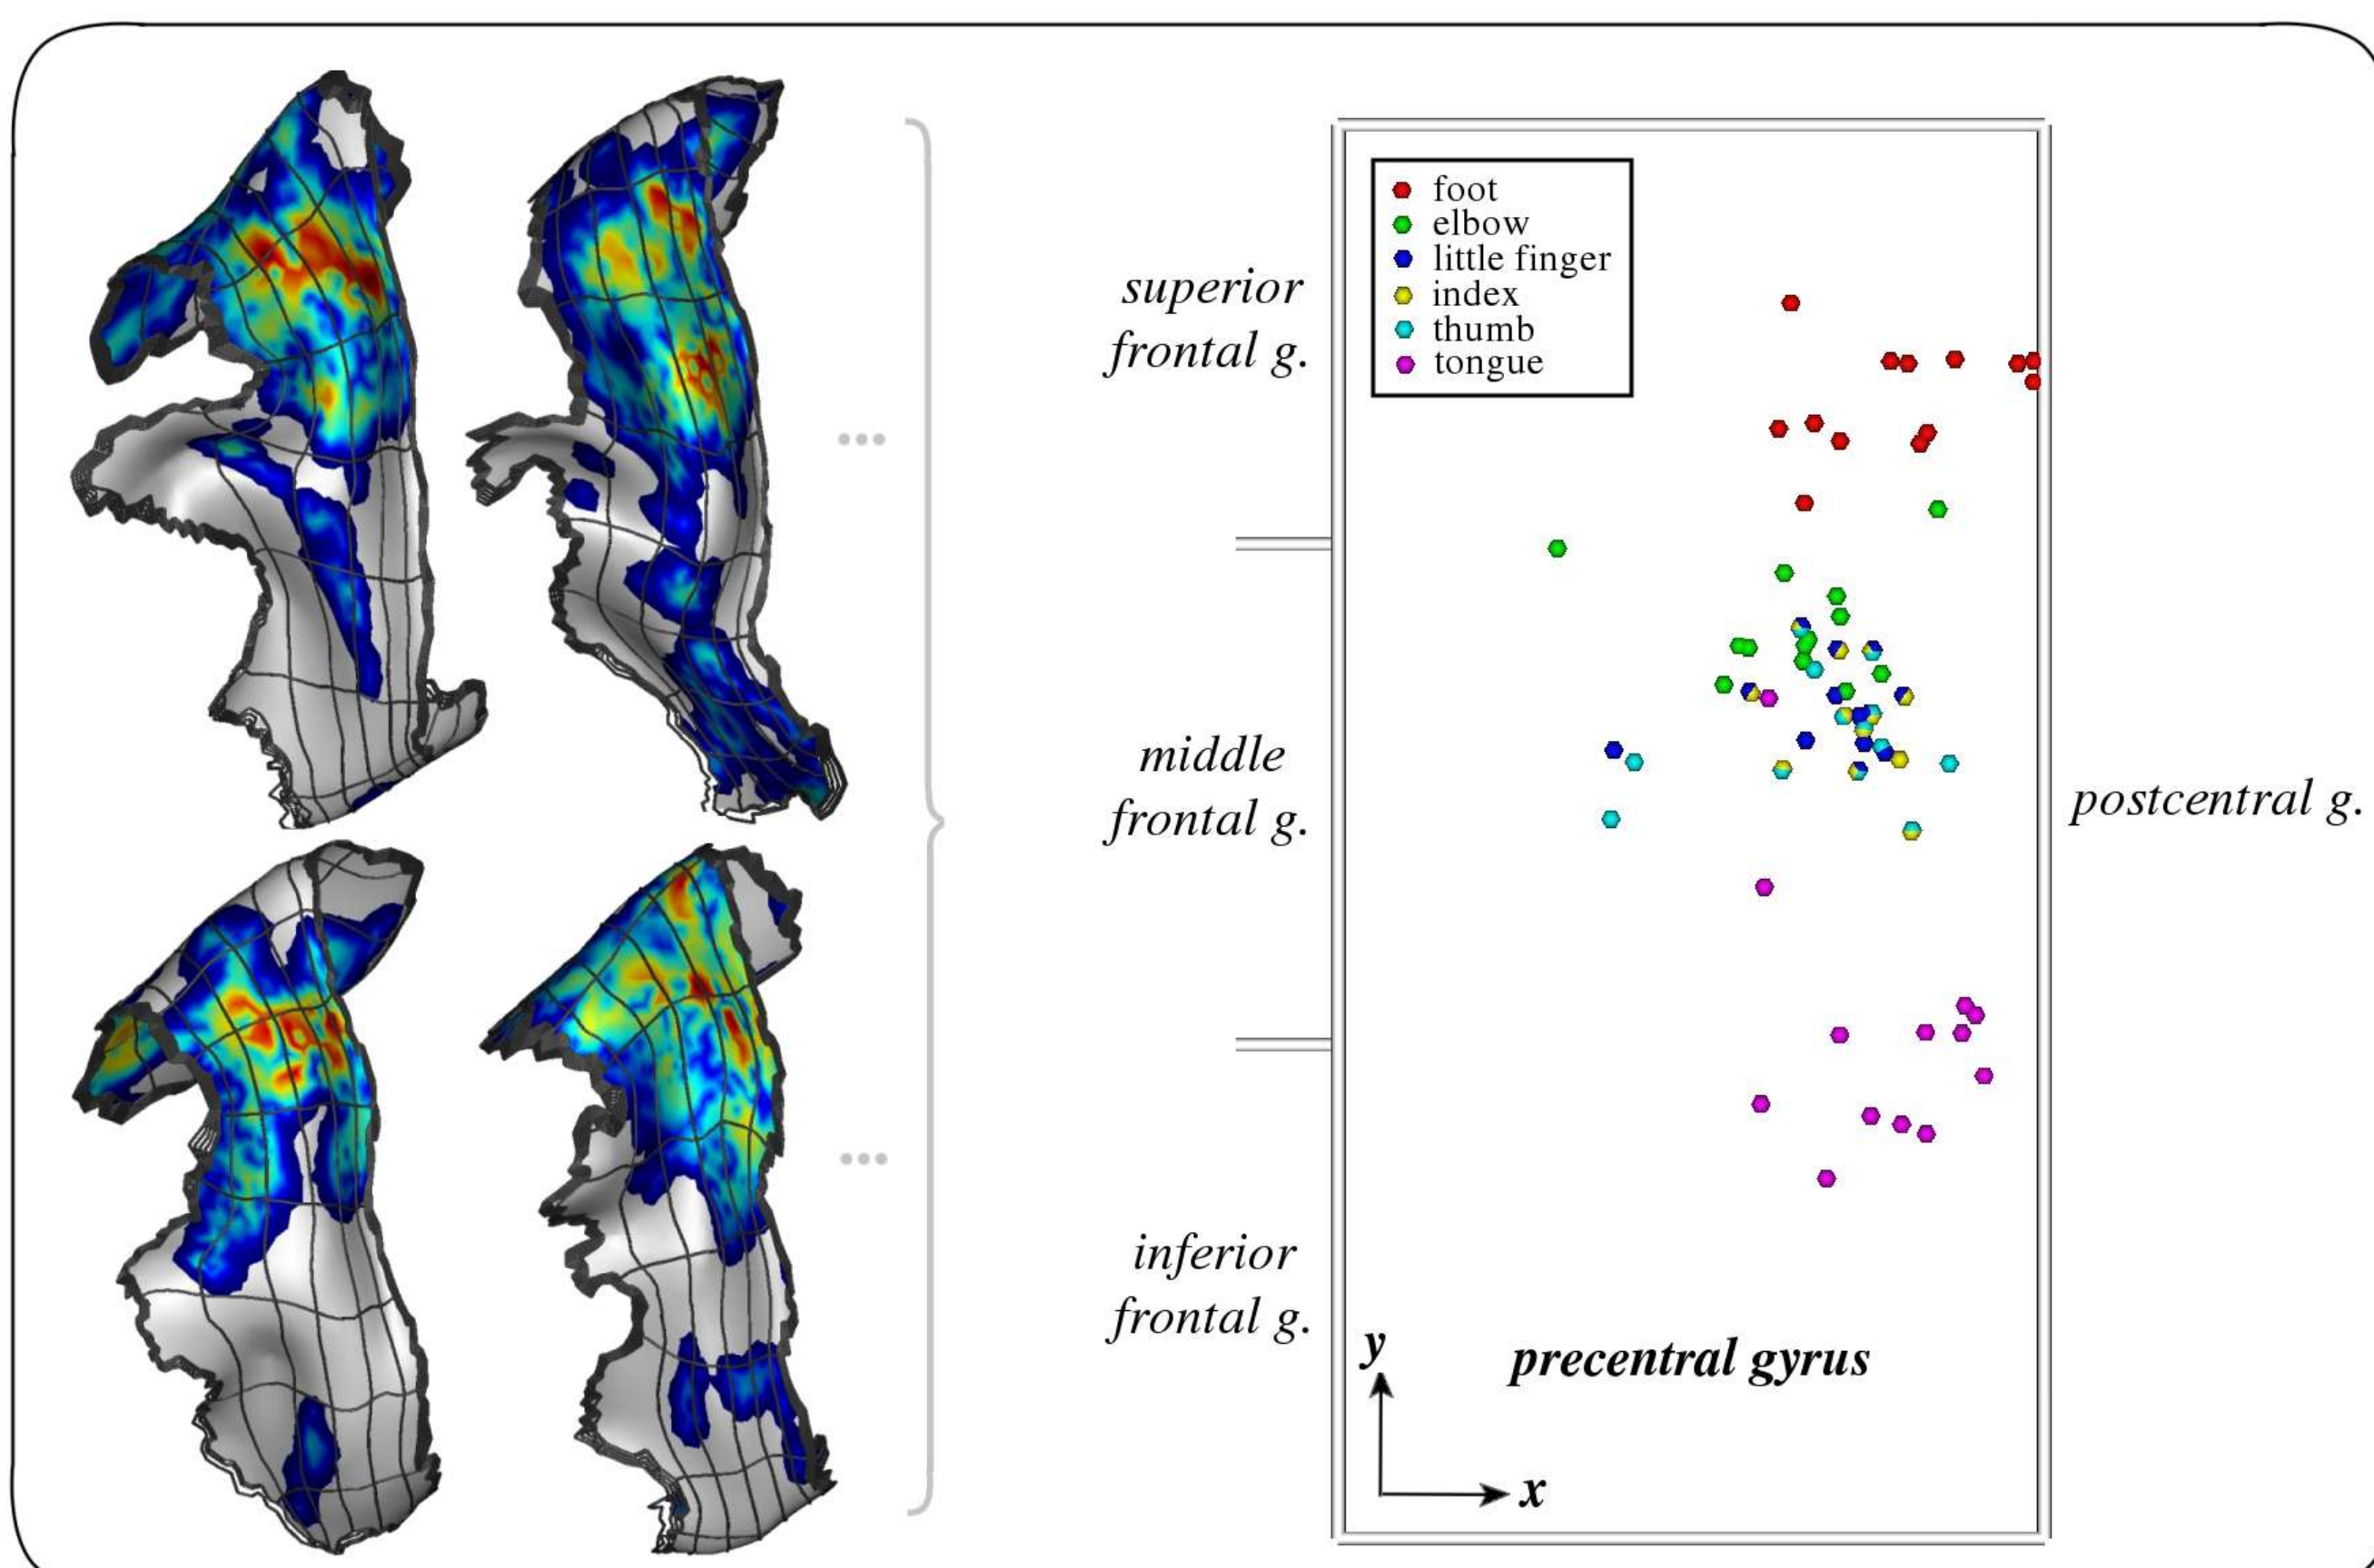 foot
elbow
little finger
index
thumb
tongue
superior
frontal g.
middle
frontal g.
inferior
frontal g.
postcentral g.
precentral gyrus
y
x